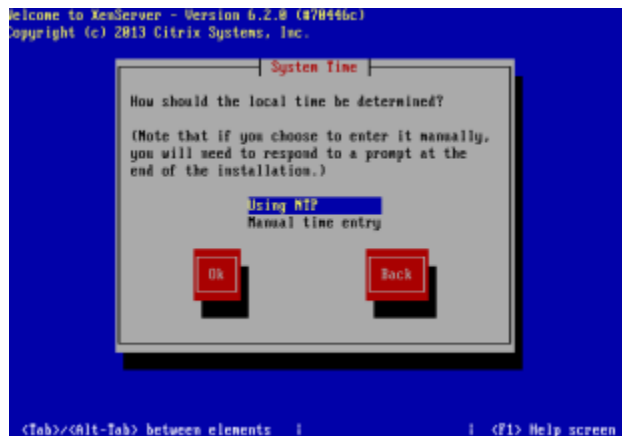 Welcome to XenServer - Version 6.2.0 (#70446c)
Copyright (c) 2013 Citrix Systems, Inc.
System Time
How should the local time be determined?
(Note that if you choose to enter it manually,
you will need to respond to a prompt at the
end of the installation.)
Using NTP
Manual time entry
Ok
Back
<Tab>/<Alt-Tab> between elements | | <F1> Help screen